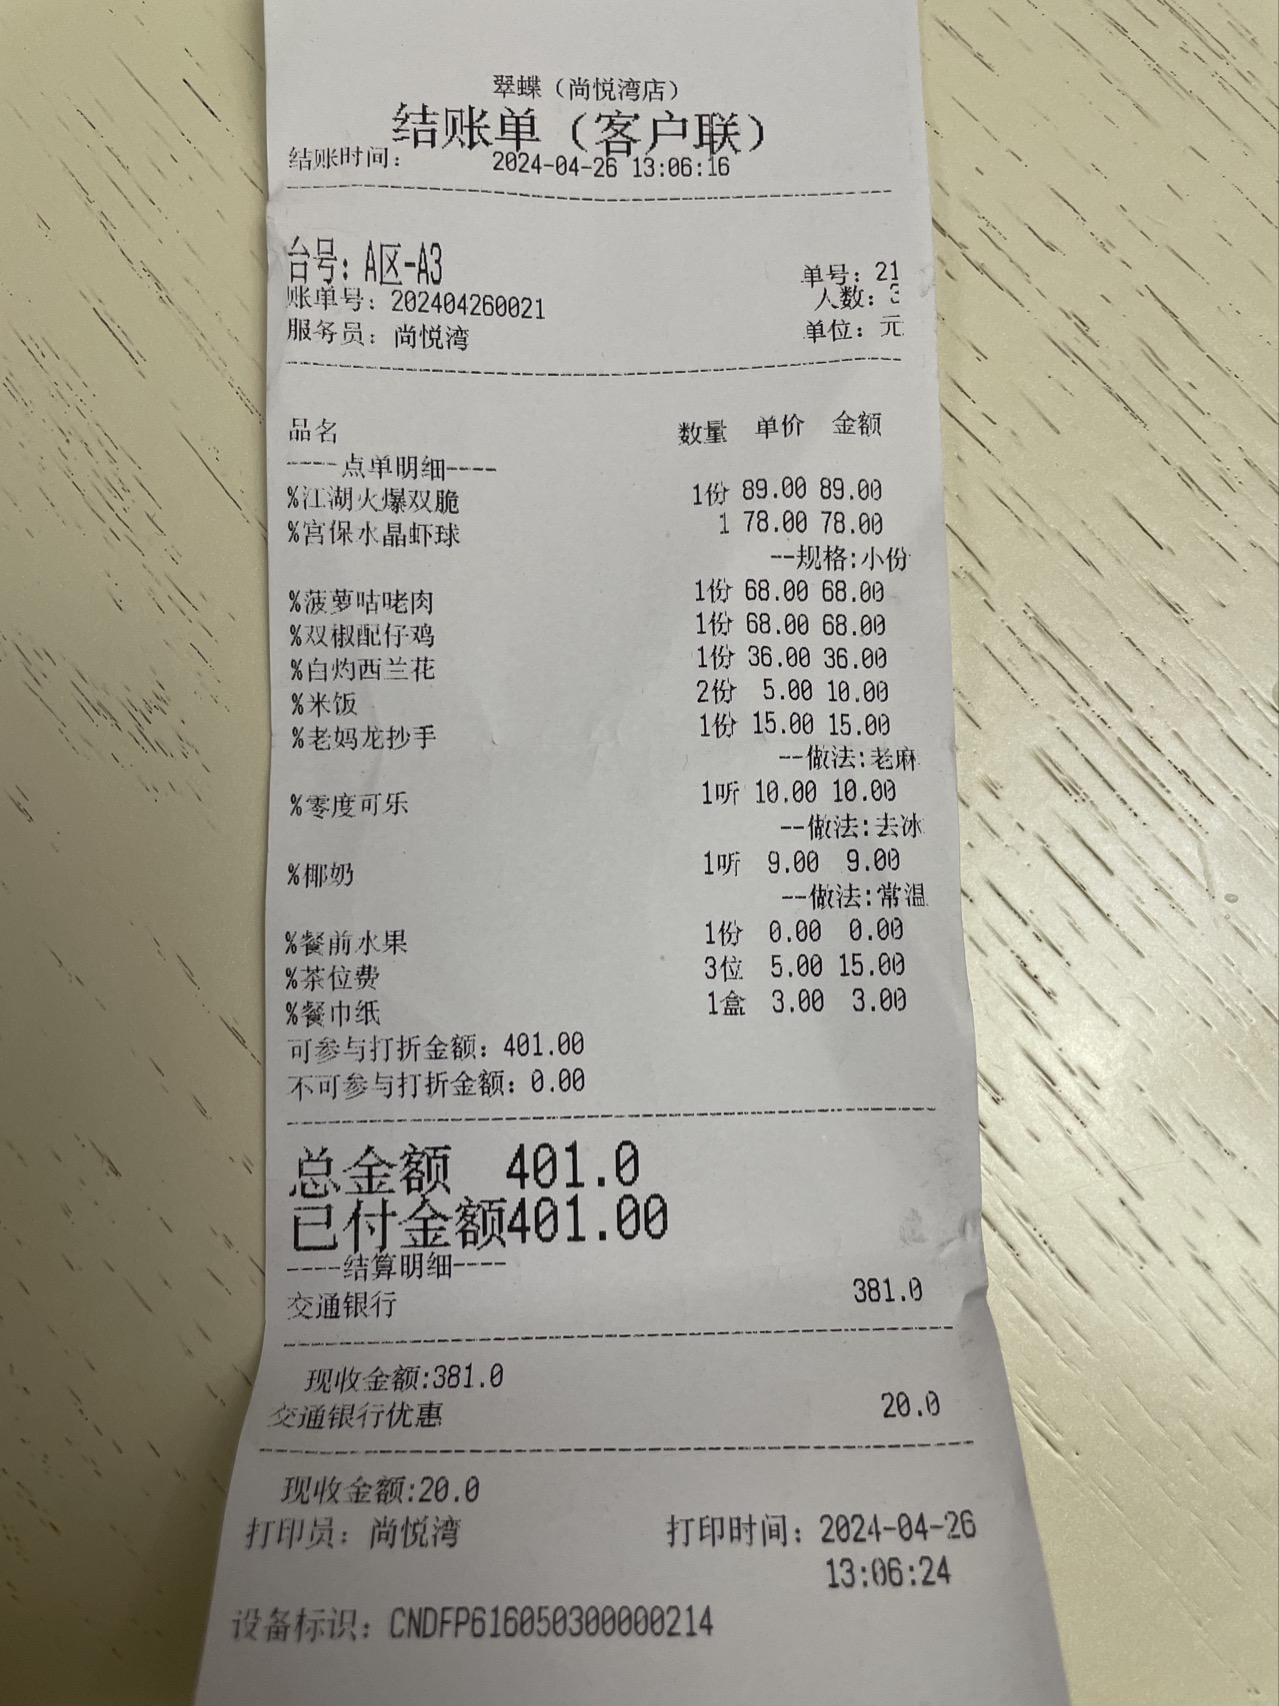 翠蝶（尚悦湾店）
结账单（客户联）
结账时间： 2024-04-26 13:06:16
台号：A区-A3 单号：21
账单号：202404260021 人数：3
服务员：尚悦湾 单位：元
品名 数量 单价 金额
----点单明细----
%江湖火爆双脆 1份 89.00 89.00
%宫保水晶虾球 1 78.00 78.00
--规格:小份
%菠萝咕咾肉 1份 68.00 68.00
%双椒配仔鸡 1份 68.00 68.00
%白灼西兰花 1份 36.00 36.00
%米饭 2份 5.00 10.00
%老妈龙抄手 1份 15.00 15.00
--做法:老麻
%零度可乐 1听 10.00 10.00
--做法:去冰
%椰奶 1听 9.00 9.00
--做法:常温
%餐前水果 1份 0.00 0.00
%茶位费 3位 5.00 15.00
%餐巾纸 1盒 3.00 3.00
可参与打折金额：401.00
不可参与打折金额：0.00
总金额 401.0
已付金额401.00
----结算明细----
交通银行 381.0
现收金额:381.0
交通银行优惠 20.0
现收金额:20.0
打印员：尚悦湾 打印时间：2024-04-26
13:06:24
设备标识：CNDFP616050300000214